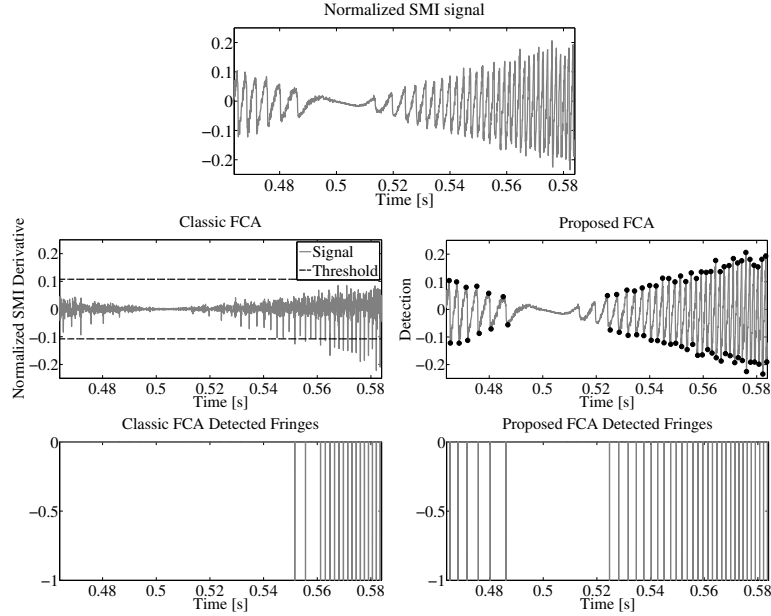 Normalized SMI signal
0.2
0.1
0
−0.1
−0.2
0.48 0.5 0.52 0.54 0.56 0.58
Time [s]
Classic FCA
Normalized SMI Derivative
0.2
0.1
0
−0.1
−0.2
Signal
Threshold
0.48 0.5 0.52 0.54 0.56 0.58
Time [s]
Proposed FCA
Detection
0.2
0.1
0
−0.1
−0.2
0.48 0.5 0.52 0.54 0.56 0.58
Time [s]
Classic FCA Detected Fringes
0
−0.5
−1
0.48 0.5 0.52 0.54 0.56 0.58
Time [s]
Proposed FCA Detected Fringes
0
−0.5
−1
0.48 0.5 0.52 0.54 0.56 0.58
Time [s]